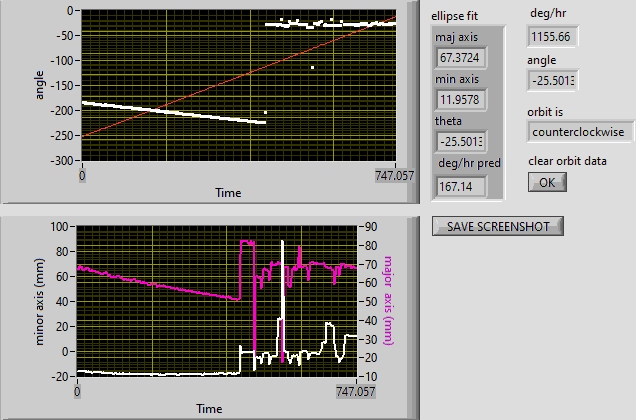 0
-50
-100
-150
-200
-250
-300
angle
0
747.057
Time
ellipse fit
maj axis
67.3724
min axis
11.9578
theta
-25.5013
deg/hr pred
167.14
deg/hr
1155.66
angle
-25.5013
orbit is
counterclockwise
clear orbit data
OK
SAVE SCREENSHOT
100
80
60
40
20
0
-20
minor axis (mm)
90
80
70
60
50
40
30
20
10
major axis (mm)
0
747.057
Time